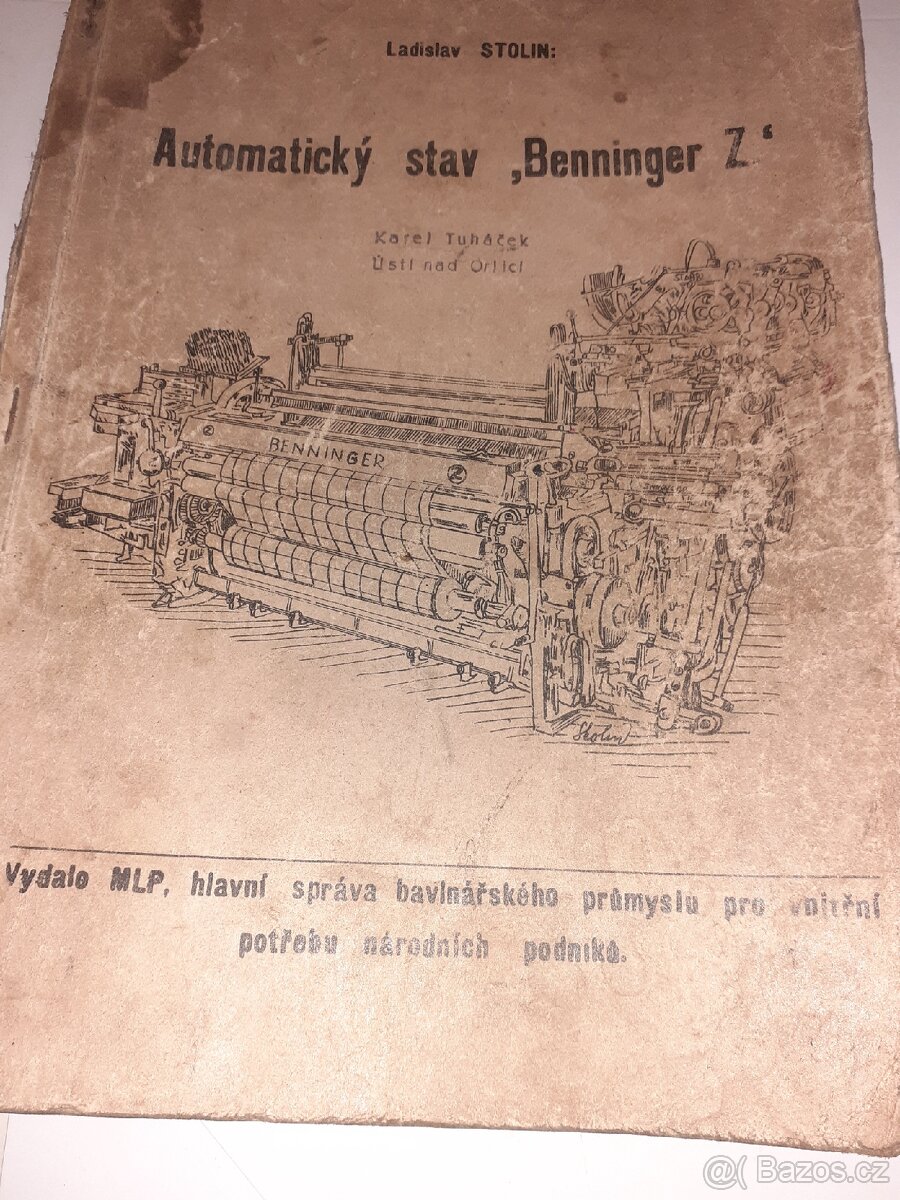 Ladislav STOLIN:
Automatický stav ‚Benninger Z‘
Karel Tuháček
Ústí nad Orlicí
BENNINGER
Z
Z
Stolin
Vydalo MLP, hlavní správa bavlnářského průmyslu pro vnitřní
potřebu národních podniků.
@( Bazos.cz